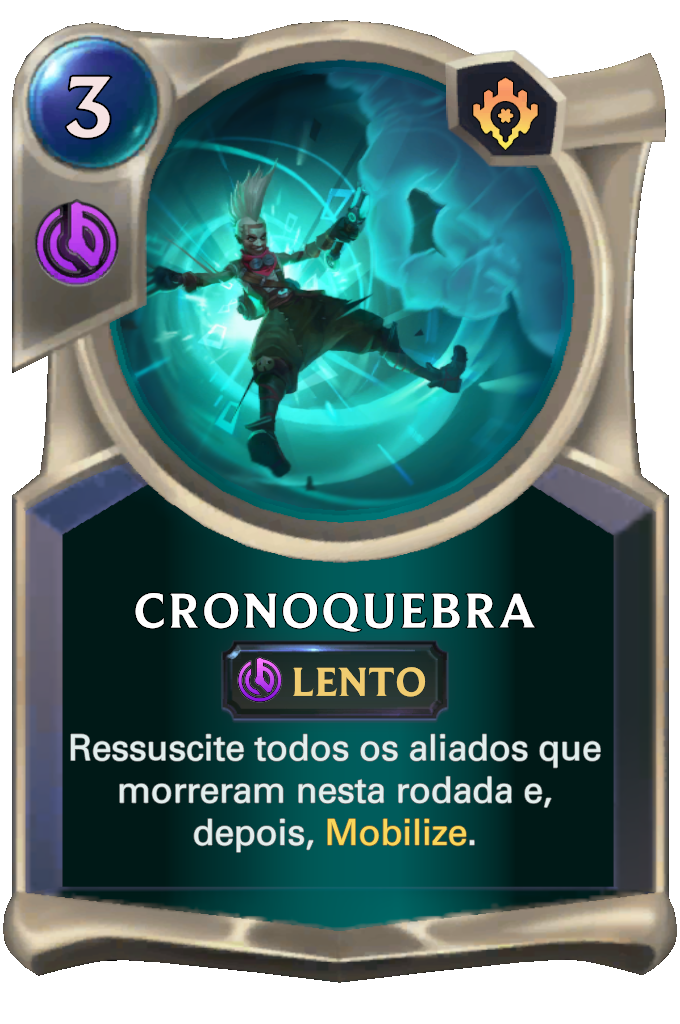 3
CRONOQUEBRA
LENTO
Ressuscite todos os aliados que
morreram nesta rodada e,
depois, Mobilize.